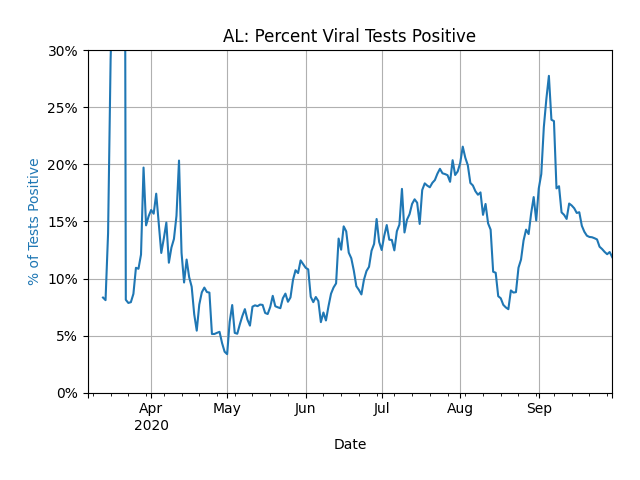 AL: Percent Viral Tests Positive
30%
25%
20%
15%
10%
5%
0%
% of Tests Positive
Apr May Jun Jul Aug Sep
2020
Date